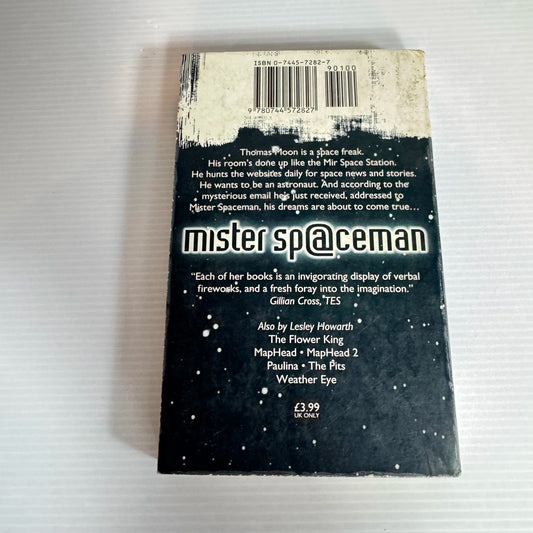 ISBN 0-7445-7282-7
90100
9 780744 572827
Thomas Moon is a space freak.
His room's done up like the Mir Space Station.
He hunts the websites daily for space news and stories.
He wants to be an astronaut. And according to the
mysterious email he's just received, addressed to
Mister Spaceman, his dreams are about to come true...
mister sp@ceman
"Each of her books is an invigorating display of verbal
fireworks, and a fresh foray into the imagination."
Gillian Cross, TES
Also by Lesley Howarth
The Flower King
MapHead • MapHead 2
Paulina • The Pits
Weather Eye
£3.99
UK ONLY